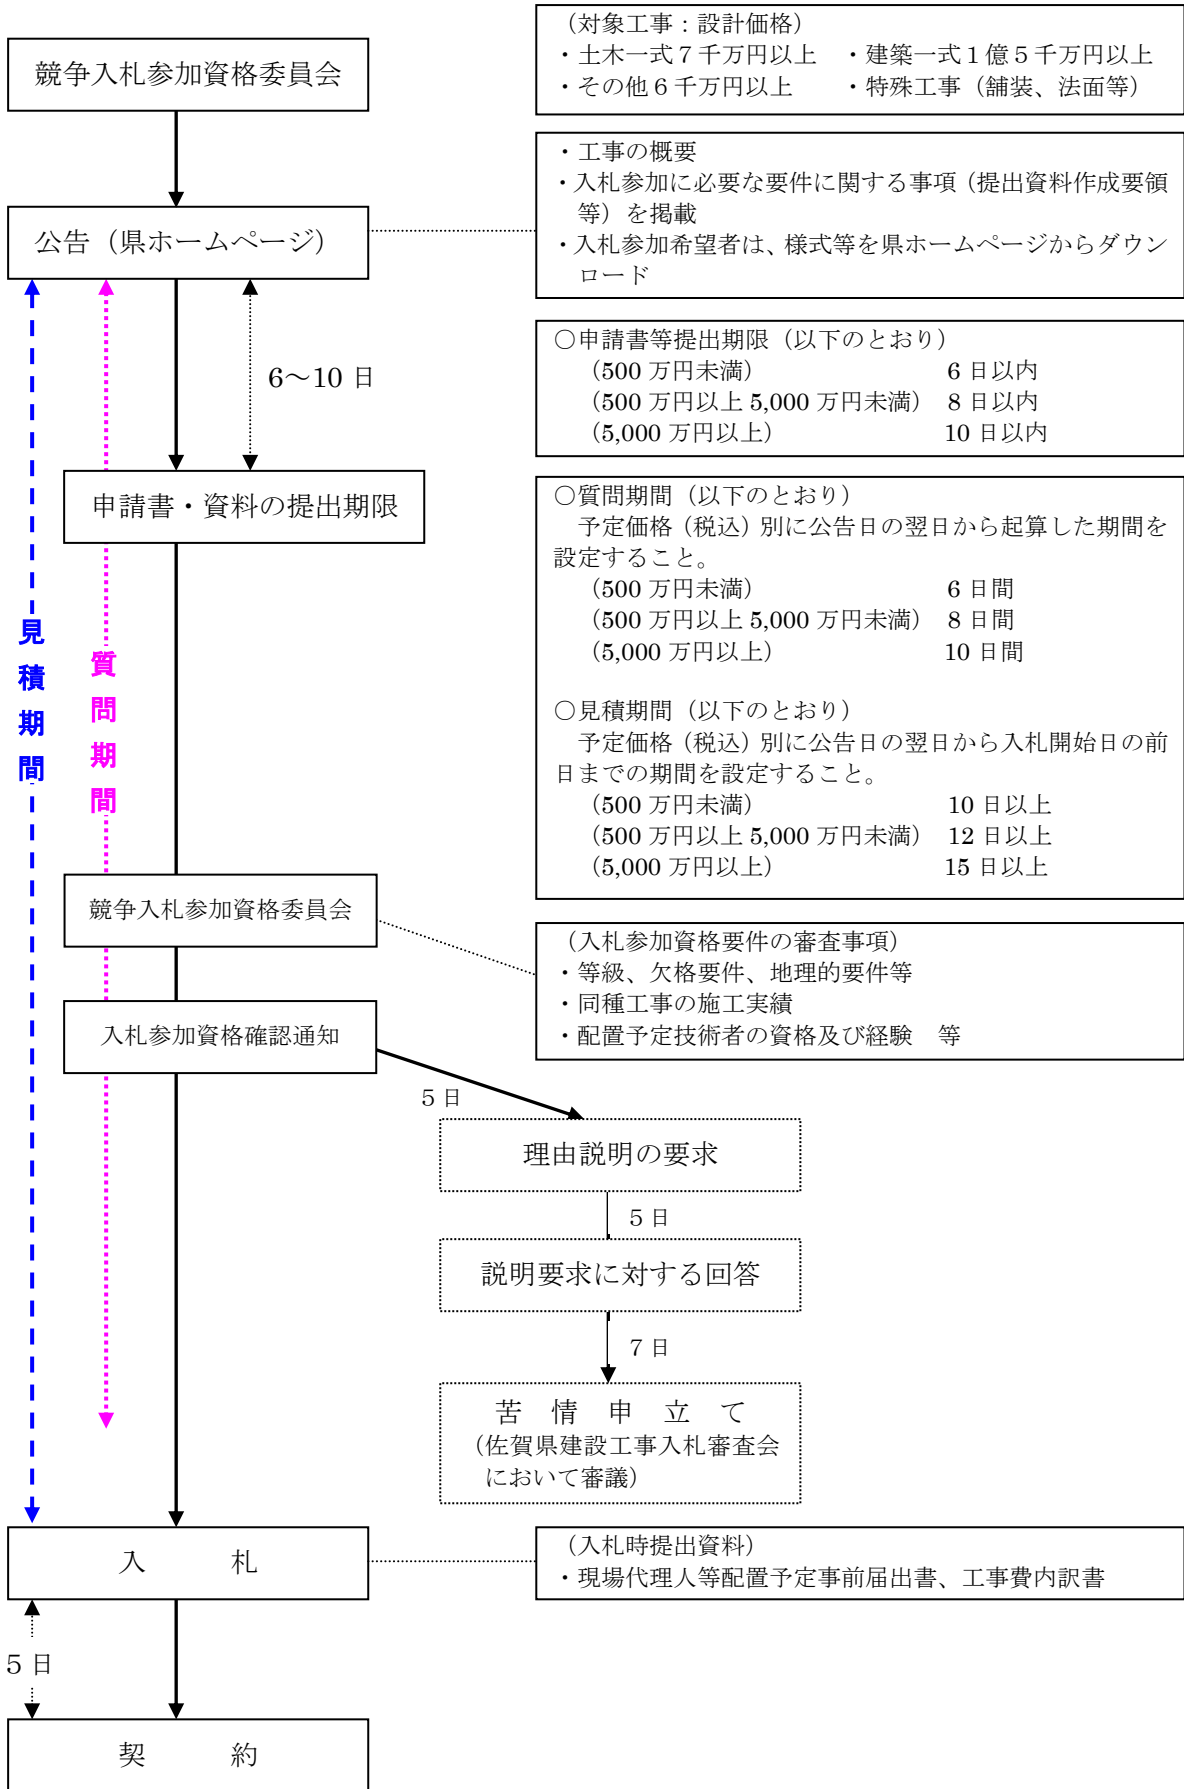 競争入札参加資格委員会
（対象工事：設計価格）
・土木一式７千万円以上　・建築一式１億５千万円以上
・その他６千万円以上　　・特殊工事（舗装、法面等）
公告（県ホームページ）
・工事の概要
・入札参加に必要な要件に関する事項（提出資料作成要領
等）を掲載
・入札参加希望者は、様式等を県ホームページからダウン
ロード
6～10 日
〇申請書等提出期限（以下のとおり）
（500 万円未満）　6 日以内
（500 万円以上 5,000 万円未満）　8 日以内
（5,000 万円以上）　10 日以内
申請書・資料の提出期限
〇質問期間（以下のとおり）
予定価格（税込）別に公告日の翌日から起算した期間を
設定すること。
（500 万円未満）　6 日間
（500 万円以上 5,000 万円未満）　8 日間
（5,000 万円以上）　10 日間
〇見積期間（以下のとおり）
予定価格（税込）別に公告日の翌日から入札開始日の前
日までの期間を設定すること。
（500 万円未満）　10 日以上
（500 万円以上 5,000 万円未満）　12 日以上
（5,000 万円以上）　15 日以上
見積期間
質問期間
競争入札参加資格委員会
（入札参加資格要件の審査事項）
・等級、欠格要件、地理的要件等
・同種工事の施工実績
・配置予定技術者の資格及び経験　等
入札参加資格確認通知
５日
理由説明の要求
５日
説明要求に対する回答
７日
苦　情　申　立　て
（佐賀県建設工事入札審査会
において審議）
入　　　札
（入札時提出資料）
・現場代理人等配置予定事前届出書、工事費内訳書
５日
契　　　約